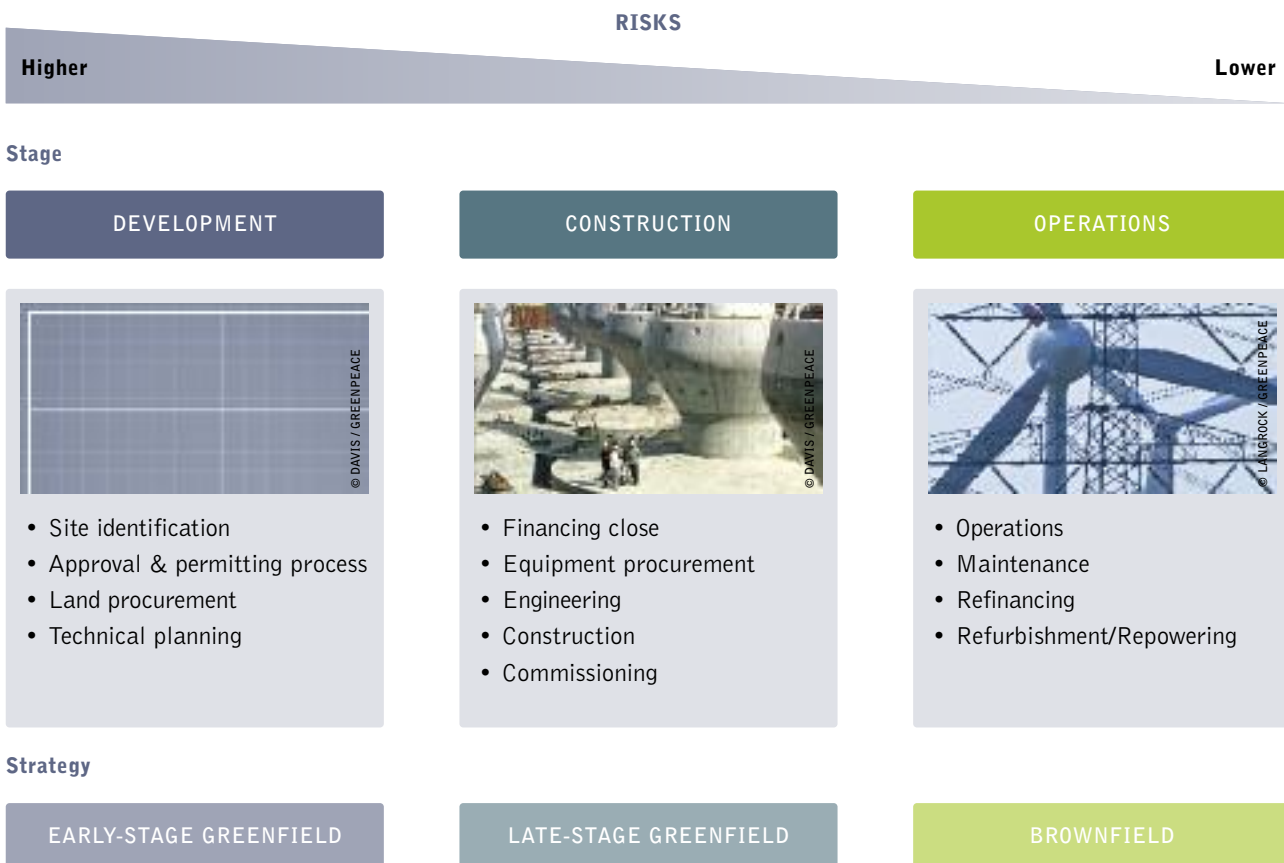 RISKS
Higher
Lower
Stage
DEVELOPMENT
CONSTRUCTION
OPERATIONS
© DAVIS / GREENPEACE
• Site identification
• Approval & permitting process
• Land procurement
• Technical planning
© DAVIS / GREENPEACE
• Financing close
• Equipment procurement
• Engineering
• Construction
• Commissioning
© LANGROCK / GREENPEACE
• Operations
• Maintenance
• Refinancing
• Refurbishment/Repowering
Strategy
EARLY-STAGE GREENFIELD
LATE-STAGE GREENFIELD
BROWNFIELD